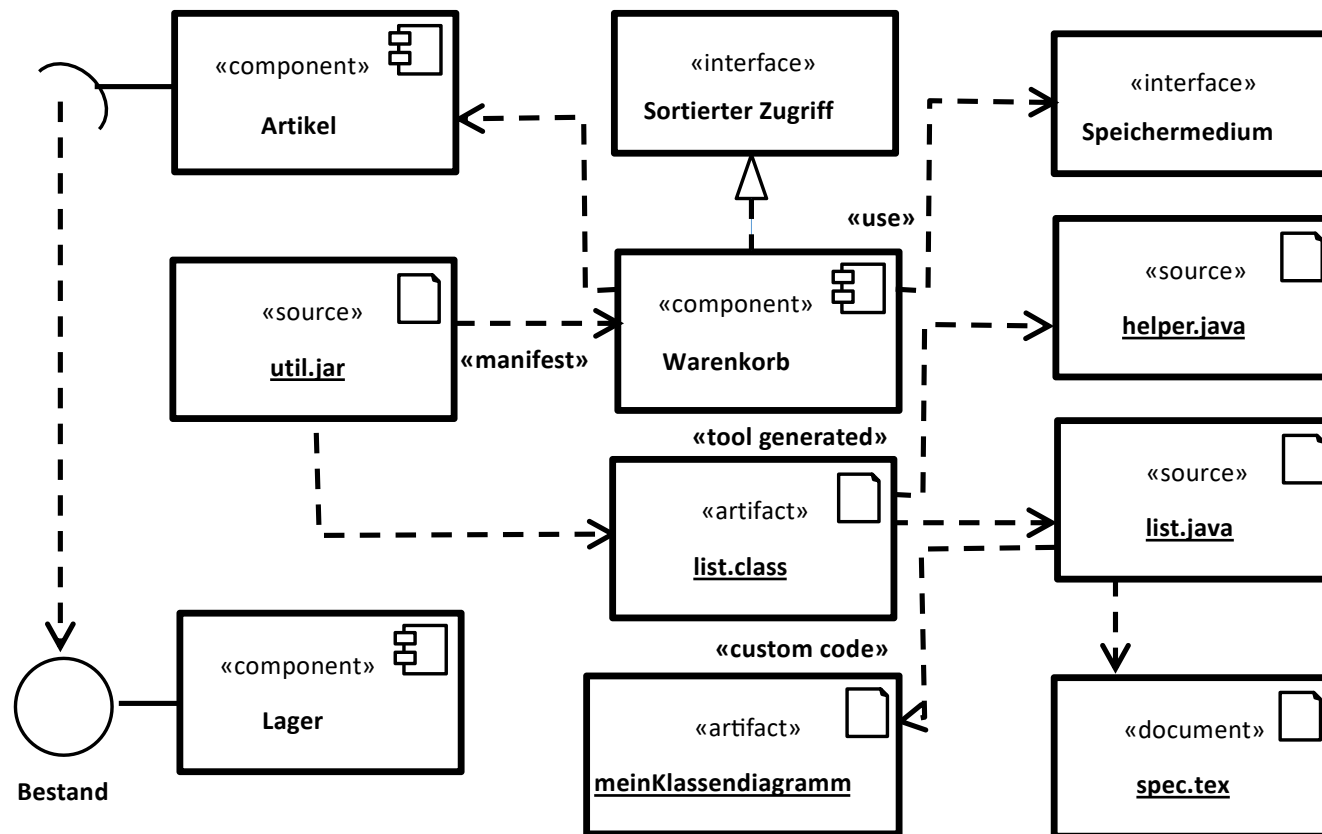 «component»
Artikel
«interface»
Sortierter Zugriff
«interface»
Speichermedium
«use»
«source»
util.jar
«manifest»
«component»
Warenkorb
«source»
helper.java
«tool generated»
«artifact»
list.class
«source»
list.java
«custom code»
«component»
Lager
Bestand
«artifact»
meinKlassendiagramm
«document»
spec.tex